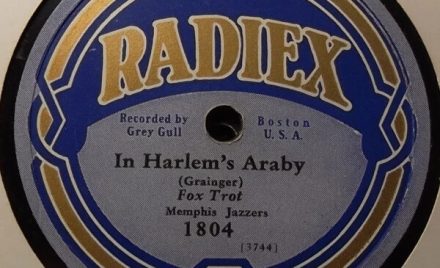 RADIEX
Recorded by Grey Gull
Boston U. S. A.
In Harlem's Araby
(Grainger)
Fox Trot
Memphis Jazzers
1804
[3744]